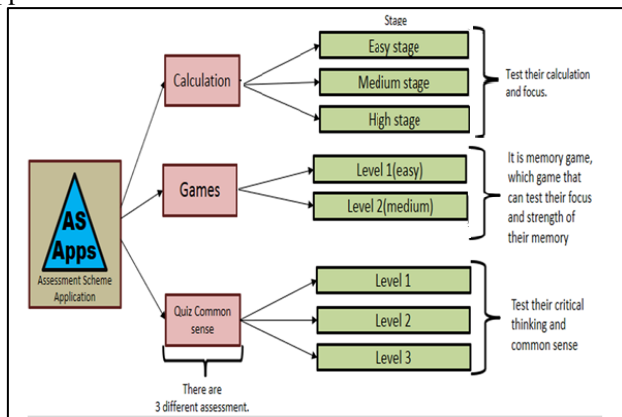 Stage
Easy stage
Medium stage
High stage
Calculation
Test their calculation
and focus.
Games
Level 1(easy)
Level 2(medium)
It is memory game,
which game that
can test their focus
and strength of
their memory
AS
Apps
Assessment Scheme
Application
Quiz Common
sense
Level 1
Level 2
Level 3
Test their critical
thinking and
common sense
There are
3 different assessment.